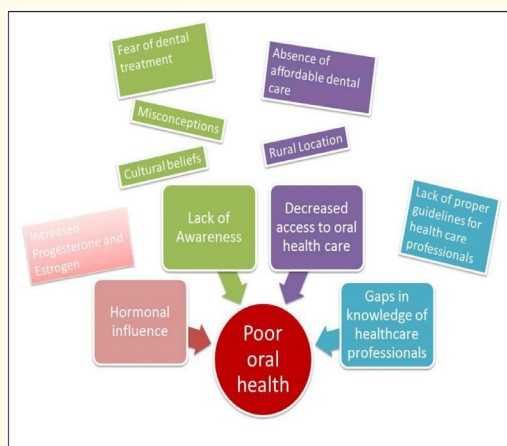 Fear of dental
treatment
Misconceptions
Cultural beliefs
Absence of
affordable dental
care
Rural Location
Increased
Progesterone and
Estrogen
Lack of
Awareness
Decreased
access to oral
health care
Lack of proper
guidelines for
health care
professionals
Hormonal
influence
Poor
oral
health
Gaps in
knowledge of
healthcare
professionals